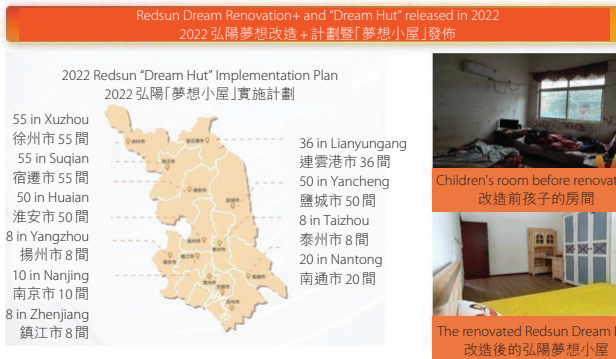 Redsun Dream Renovation+ and “Dream Hut” released in 2022
2022 弘陽夢想改造+計劃暨「夢想小屋」發佈
2022 Redsun “Dream Hut” Implementation Plan
2022 弘陽「夢想小屋」實施計劃
55 in Xuzhou
徐州市 55 間
55 in Suqian
宿遷市 55 間
50 in Huaian
淮安市 50 間
8 in Yangzhou
揚州市 8 間
10 in Nanjing
南京市 10 間
8 in Zhenjiang
鎮江市 8 間
36 in Lianyungang
連雲港市 36 間
50 in Yancheng
鹽城市 50 間
8 in Taizhou
泰州市 8 間
20 in Nantong
南通市 20 間
Children's room before
改造前孩子的房間
The renovated Redsun Dream
改造後的弘陽夢想小屋